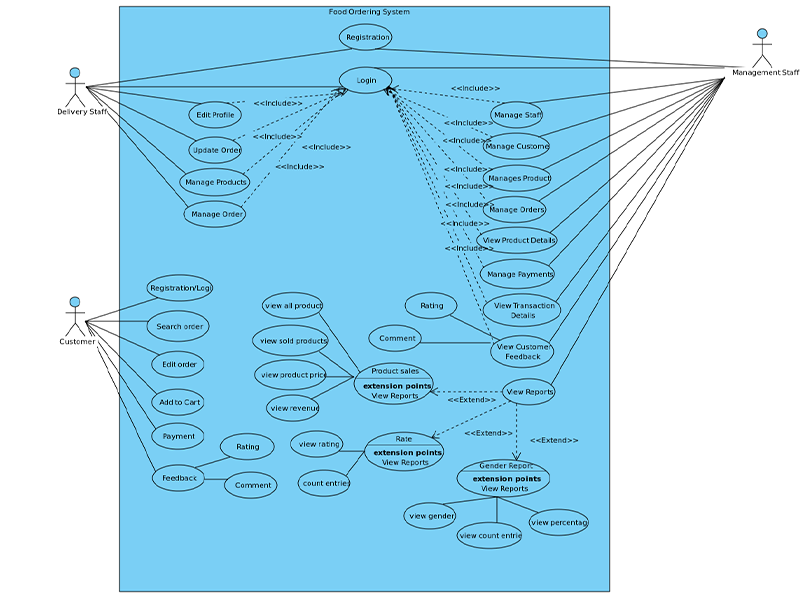 Food Ordering System
Registration
Management Staff
Login
Delivery Staff
<<Include>>
<<Include>>
Edit Profile
Manage Staff
<<Include>>
<<Include>>
<<Include>>
Update Order
Manage Custome
<<Include>>
<<Include>>
<<Include>>
Manage Products
Manages Product
<<Include>>
<<Include>>
Manage Order
Manage Orders
<<Include>>
View Product Details
Manage Payments
Registration/Logi
view all product
Rating
View Transaction
Details
Customer
Search order
view sold products
Comment
View Customer
Feedback
Edit order
view product price
Product sales
extension points
View Reports
View Reports
<<Extend>>
Add to Cart
view revenue
Payment
Rating
view rating
Rate
extension points
View Reports
<<Extend>>
<<Extend>>
Feedback
Comment
count entries
Gender Report
extension points
View Reports
view gender
view percentag
view count entrie